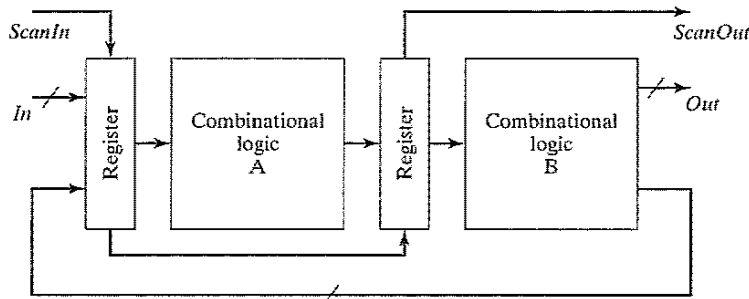 ScanIn
ScanOut
In
Register
Combinational
logic
A
Register
Combinational
logic
B
Out